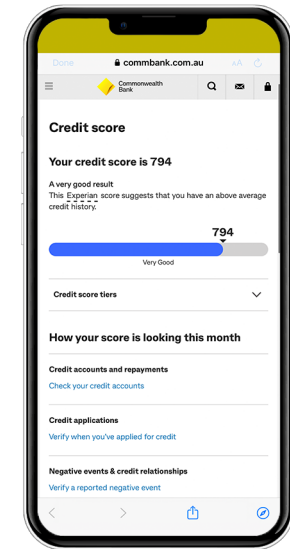 Done commbank.com.au AA
Commonwealth
Bank
Credit score
Your credit score is 794
A very good result
This Experian score suggests that you have an above average
credit history.
794
Very Good
Credit score tiers
How your score is looking this month
Credit accounts and repayments
Check your credit accounts
Credit applications
Verify when you've applied for credit
Negative events & credit relationships
Verify a reported negative event